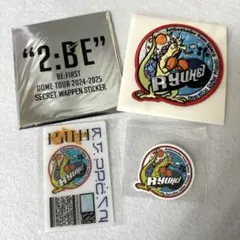 "2:BE"
BE:FIRST
DOME TOUR 2024-2025
SECRET WAPPEN STICKER
RYUHEI
RYUHEI